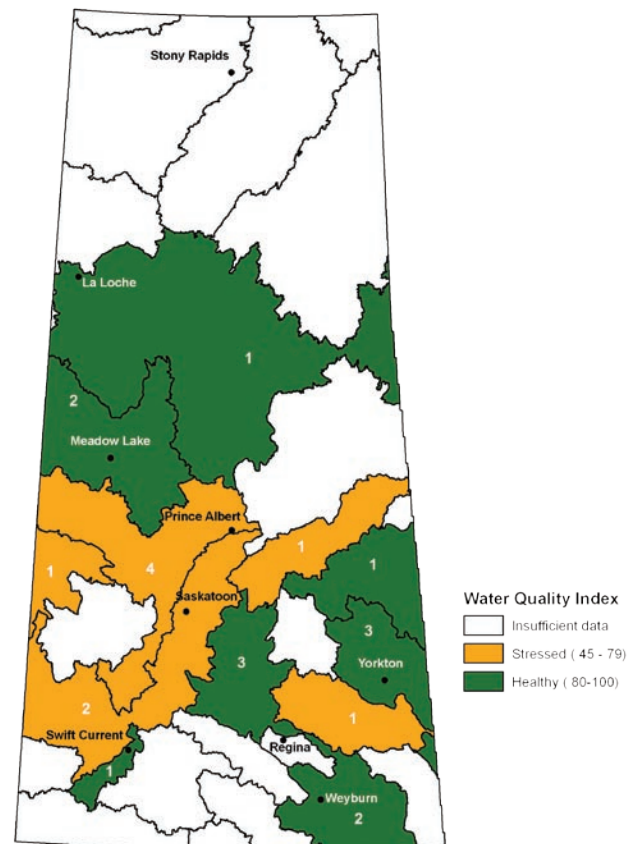 Stony Rapids
La Loche
1
2
Meadow Lake
Prince Albert
1
1
4
1
Saskatoon
3
3
Yorkton
2
1
Swift Current
Regina
1
Weyburn
2
Water Quality Index
Insufficient data
Stressed ( 45 - 79)
Healthy ( 80-100)